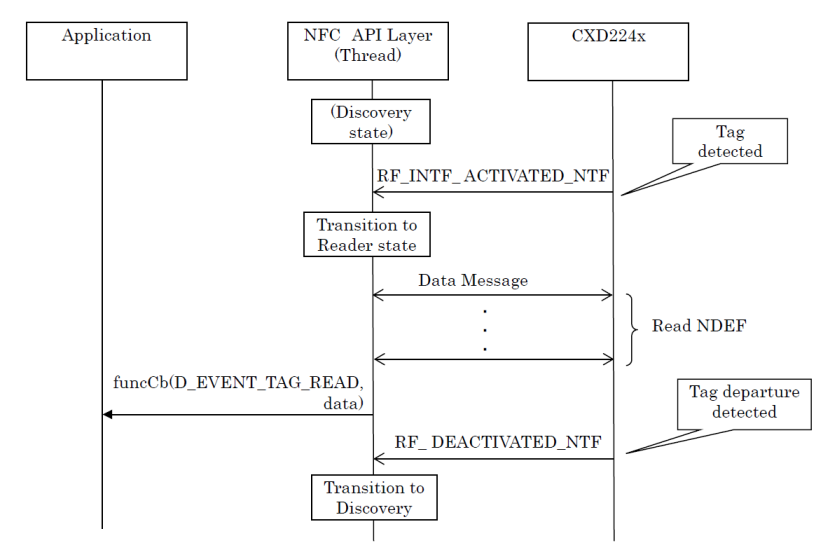 Application
NFC API Layer
(Thread)
CXD224x
(Discovery
state)
Tag
detected
RF_INTF_ ACTIVATED_NTF
Transition to
Reader state
Data Message
Read NDEF
funcCb(D_EVENT_TAG_READ,
data)
Tag departure
detected
RF_ DEACTIVATED_NTF
Transition to
Discovery